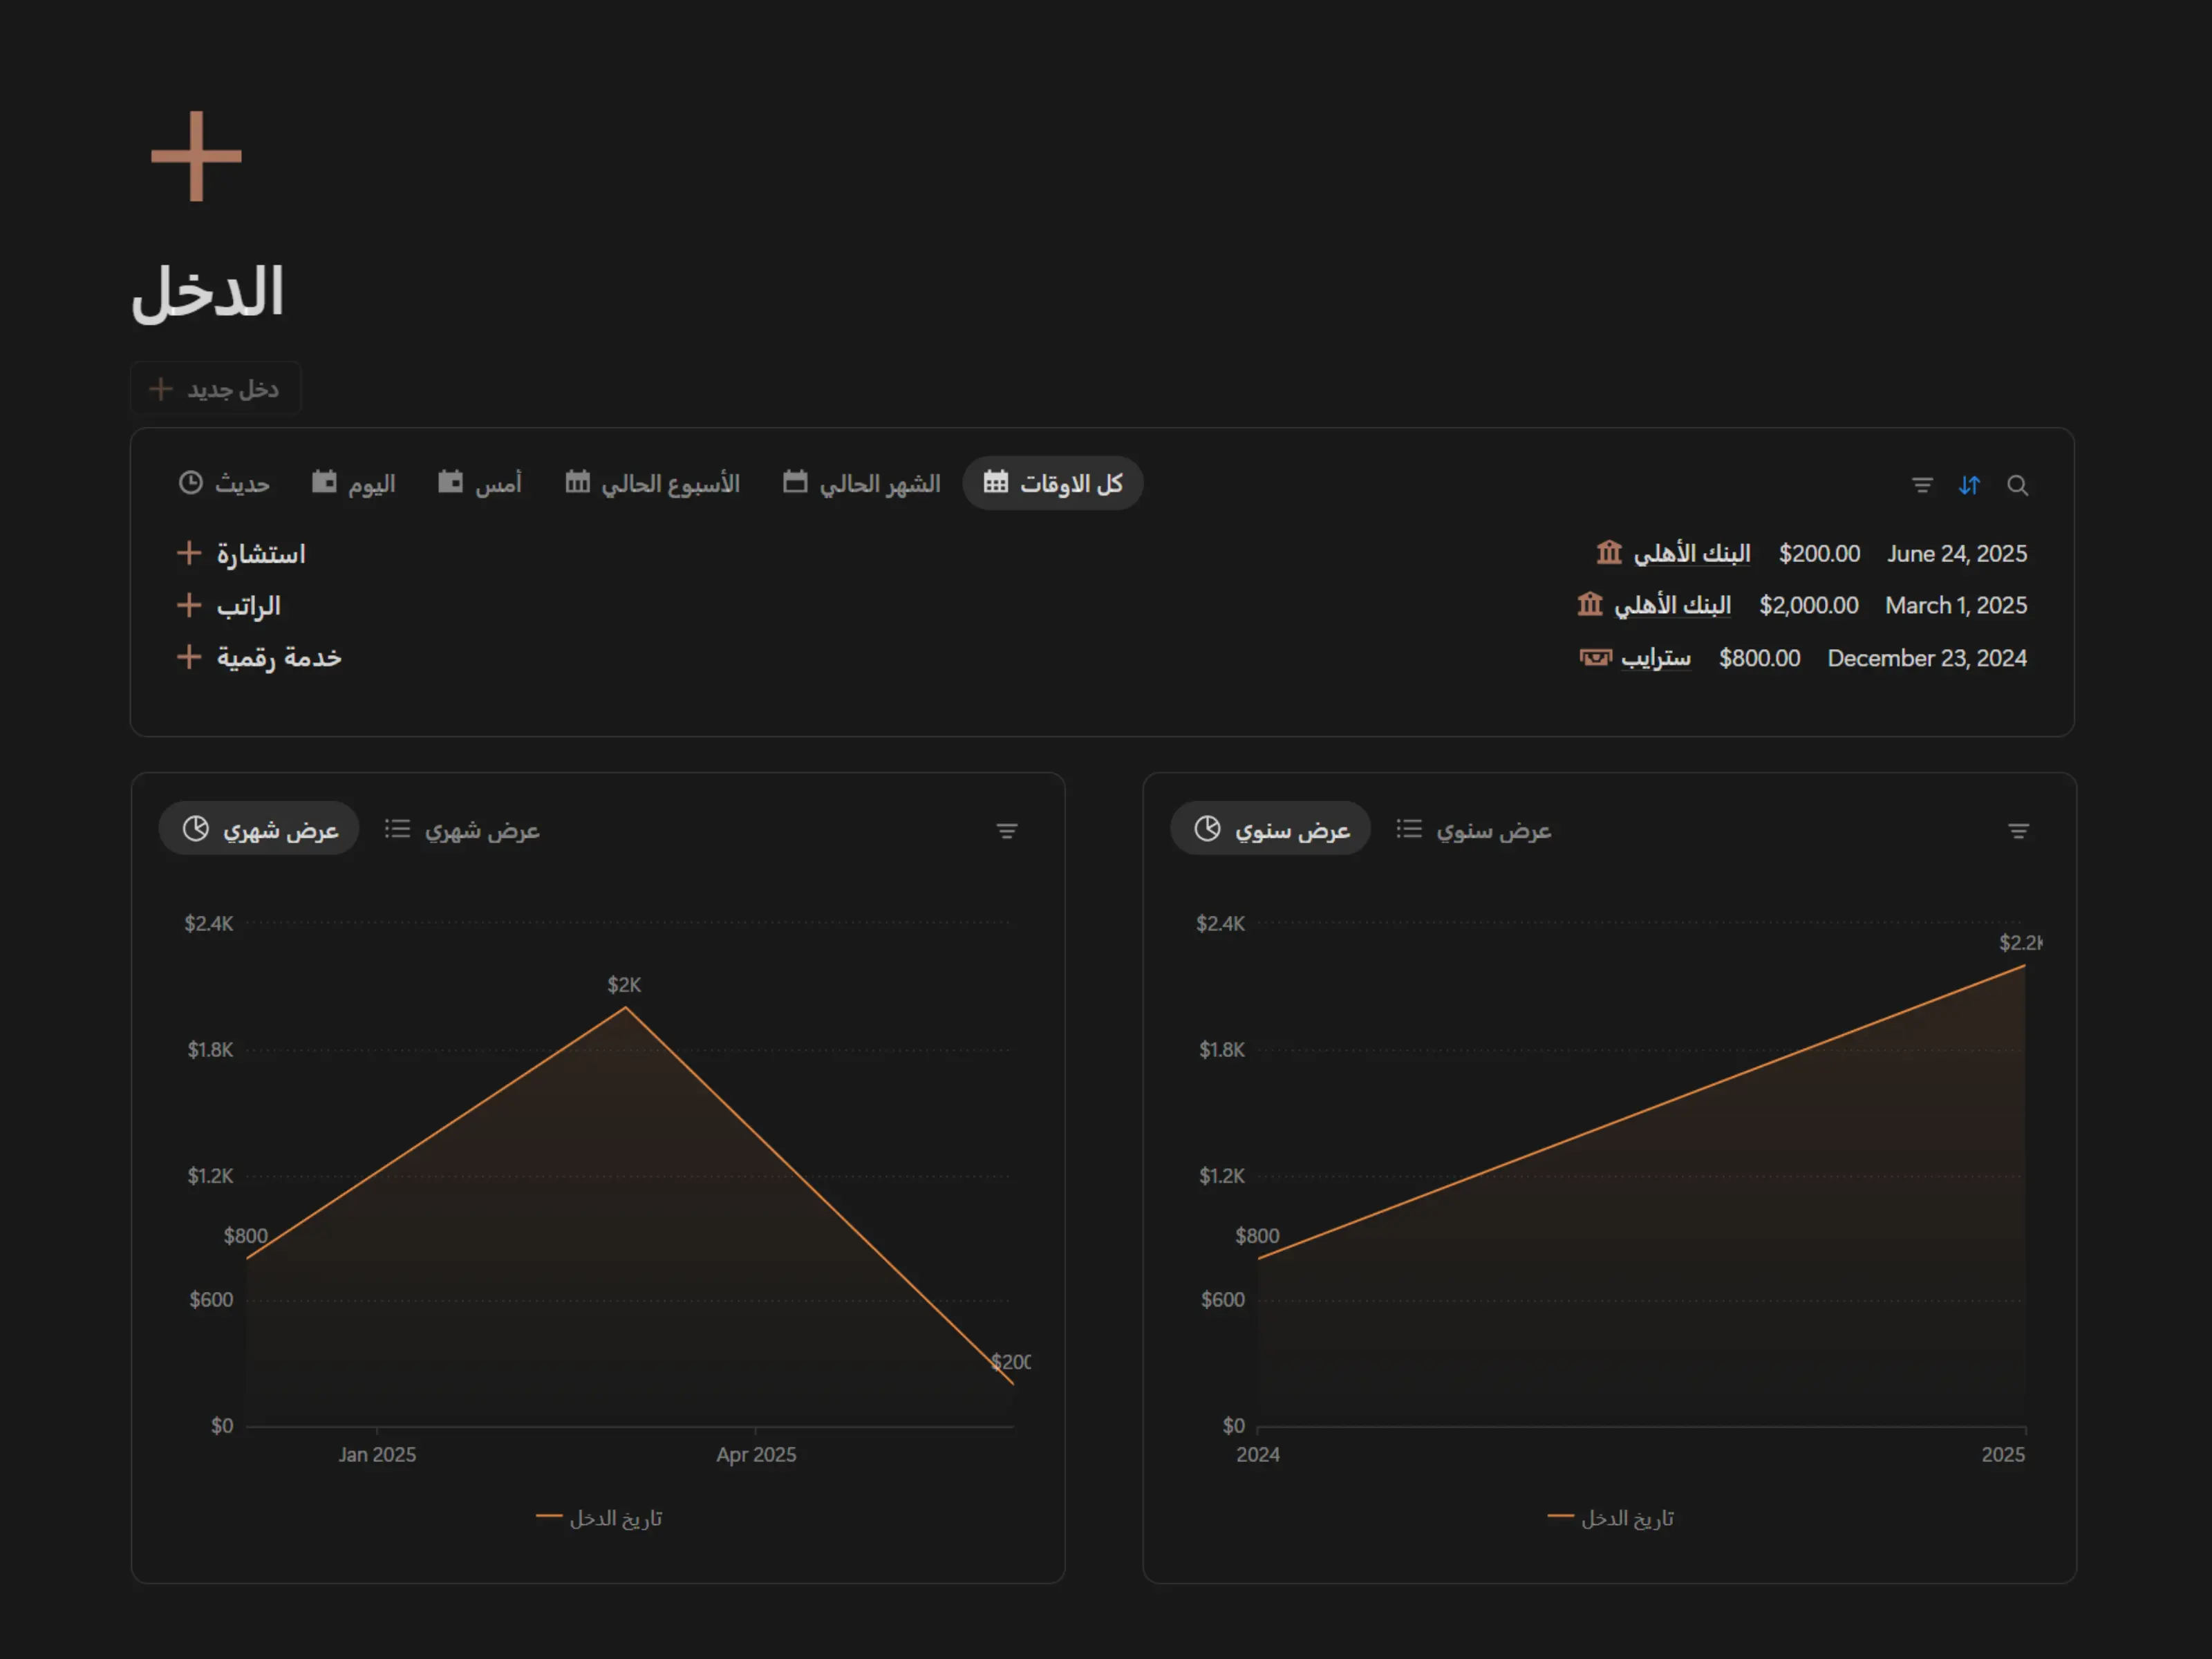 الدخل
دخل جديد
حديث اليوم أمس الأسبوع الحالي الشهر الحالي كل الاوقات
استشارة البنك الأهلي $200.00 June 24, 2025
الراتب البنك الأهلي $2,000.00 March 1, 2025
خدمة رقمية سترايب $800.00 December 23, 2024
عرض شهري عرض شهري
$2.4K
$2K
$1.8K
$1.2K
$800
$600
$200
$0
Jan 2025 Apr 2025
تاريخ الدخل
عرض سنوي عرض سنوي
$2.4K
$2.2K
$1.8K
$1.2K
$800
$600
$0
2024 2025
تاريخ الدخل